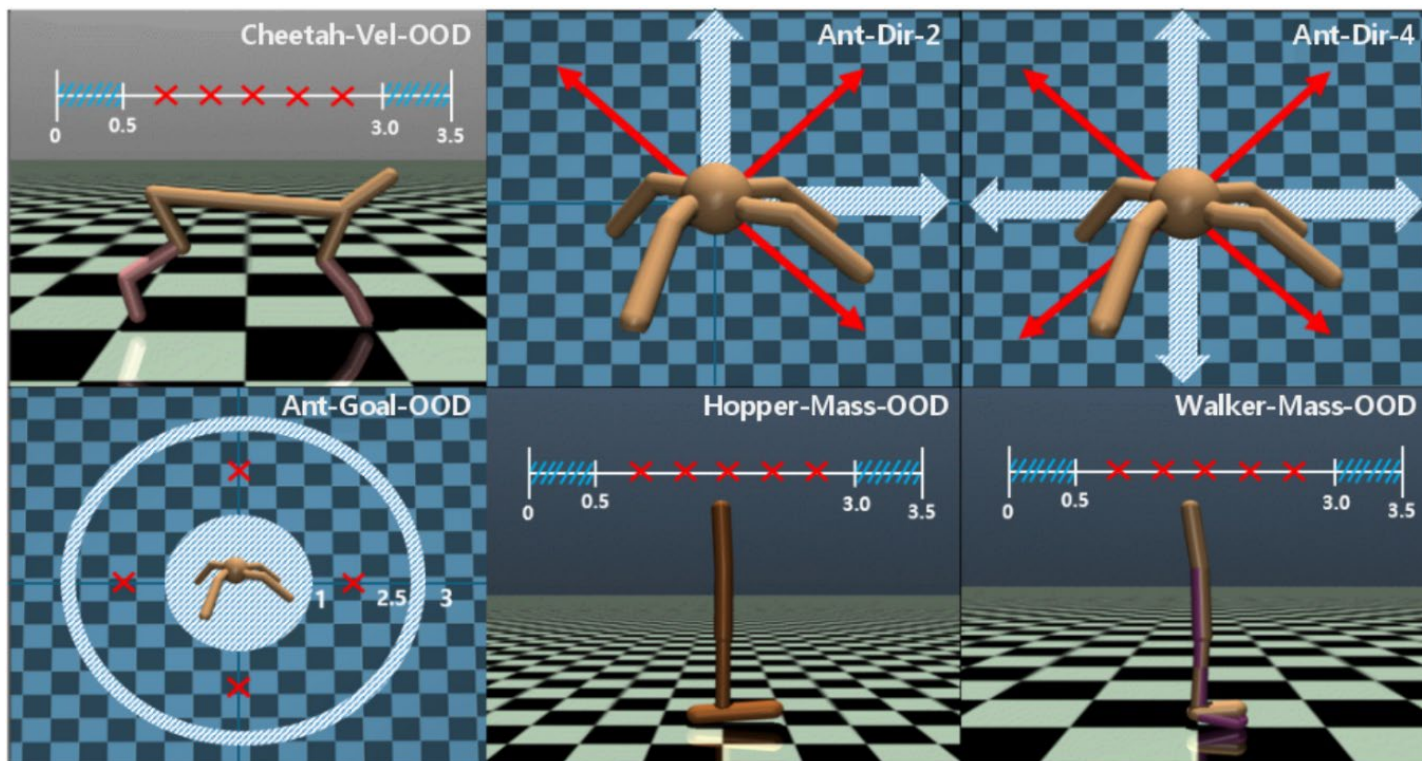 Cheetah-Vel-OOD
0 0.5 3.0 3.5
Ant-Dir-2
Ant-Dir-4
Ant-Goal-OOD
1 2.5 3
Hopper-Mass-OOD
0 0.5 3.0 3.5
Walker-Mass-OOD
0 0.5 3.0 3.5